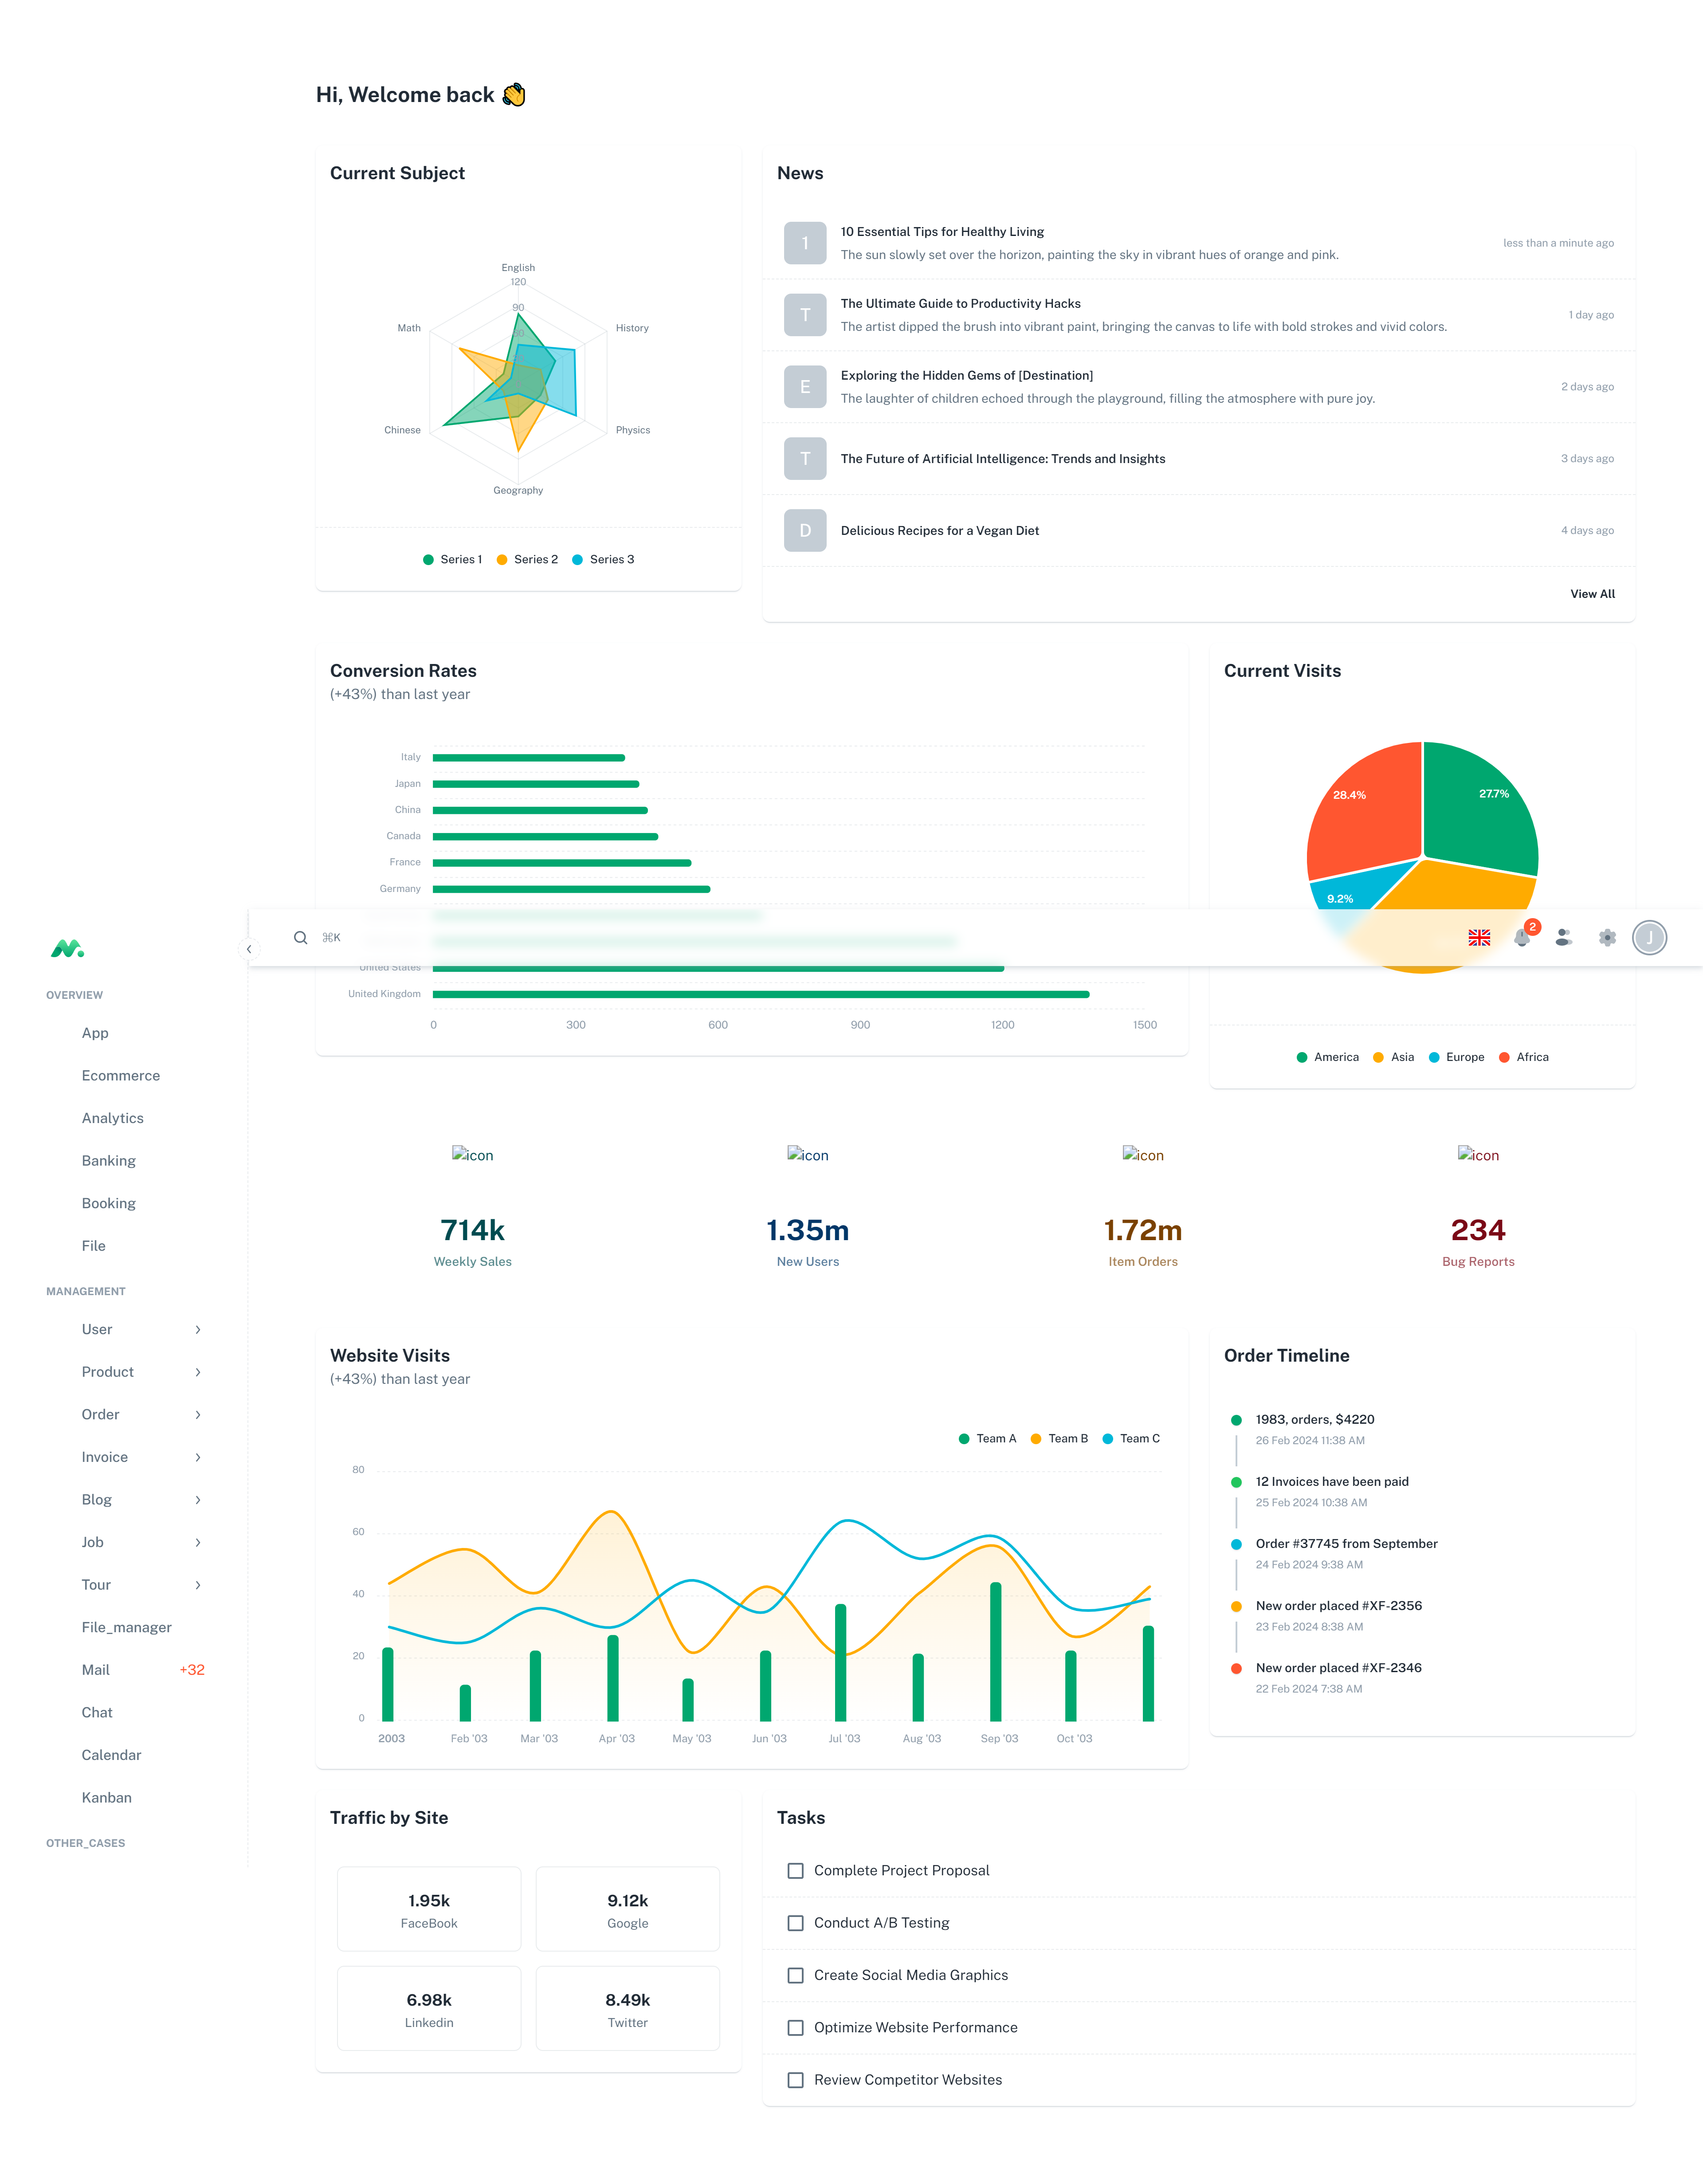 Hi, Welcome back 👋
Current Subject
English
120
90
60
Math
History
Chinese
Physics
Geography
Series 1
Series 2
Series 3
News
1
10 Essential Tips for Healthy Living
The sun slowly set over the horizon, painting the sky in vibrant hues of orange and pink.
less than a minute ago
T
The Ultimate Guide to Productivity Hacks
The artist dipped the brush into vibrant paint, bringing the canvas to life with bold strokes and vivid colors.
1 day ago
E
Exploring the Hidden Gems of [Destination]
The laughter of children echoed through the playground, filling the atmosphere with pure joy.
2 days ago
T
The Future of Artificial Intelligence: Trends and Insights
3 days ago
D
Delicious Recipes for a Vegan Diet
4 days ago
View All
Conversion Rates
(+43%) than last year
Italy
Japan
China
Canada
France
Germany
United States
United Kingdom
0
300
600
900
1200
1500
Current Visits
28.4%
27.7%
9.2%
America
Asia
Europe
Africa
⌘K
2
J
OVERVIEW
App
Ecommerce
Analytics
Banking
Booking
File
MANAGEMENT
User
Product
Order
Invoice
Blog
Job
Tour
File_manager
Mail
+32
Chat
Calendar
Kanban
OTHER_CASES
icon
714k
Weekly Sales
icon
1.35m
New Users
icon
1.72m
Item Orders
icon
234
Bug Reports
Website Visits
(+43%) than last year
Team A
Team B
Team C
80
60
40
20
0
2003
Feb '03
Mar '03
Apr '03
May '03
Jun '03
Jul '03
Aug '03
Sep '03
Oct '03
Order Timeline
1983, orders, $4220
26 Feb 2024 11:38 AM
12 Invoices have been paid
25 Feb 2024 10:38 AM
Order #37745 from September
24 Feb 2024 9:38 AM
New order placed #XF-2356
23 Feb 2024 8:38 AM
New order placed #XF-2346
22 Feb 2024 7:38 AM
Traffic by Site
1.95k
FaceBook
9.12k
Google
6.98k
Linkedin
8.49k
Twitter
Tasks
Complete Project Proposal
Conduct A/B Testing
Create Social Media Graphics
Optimize Website Performance
Review Competitor Websites